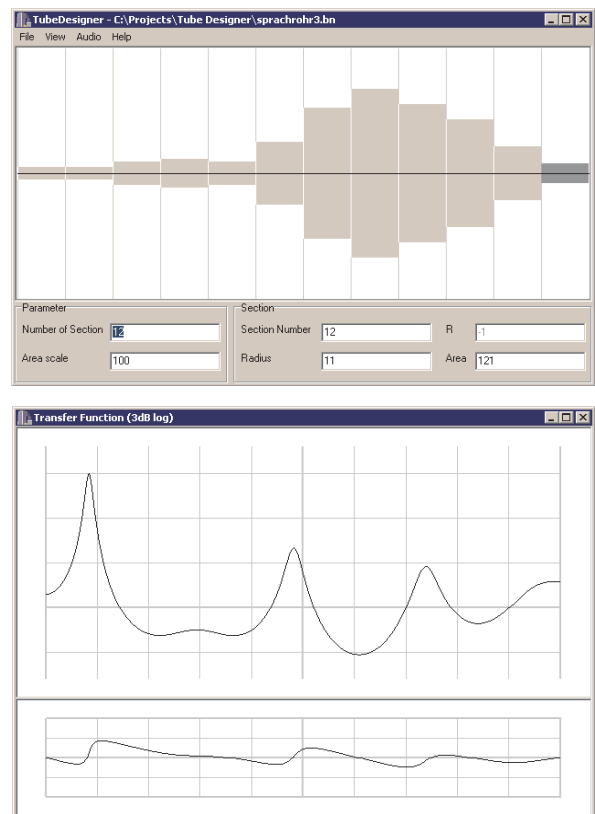 TubeDesigner - C:\Projects\Tube Designer\sprachrohr3.bn
File View Audio Help
Parameter
Section
Number of Section 12
Section Number 12 R -1
Area scale 100
Radius 11 Area 121
Transfer Function (3dB log)